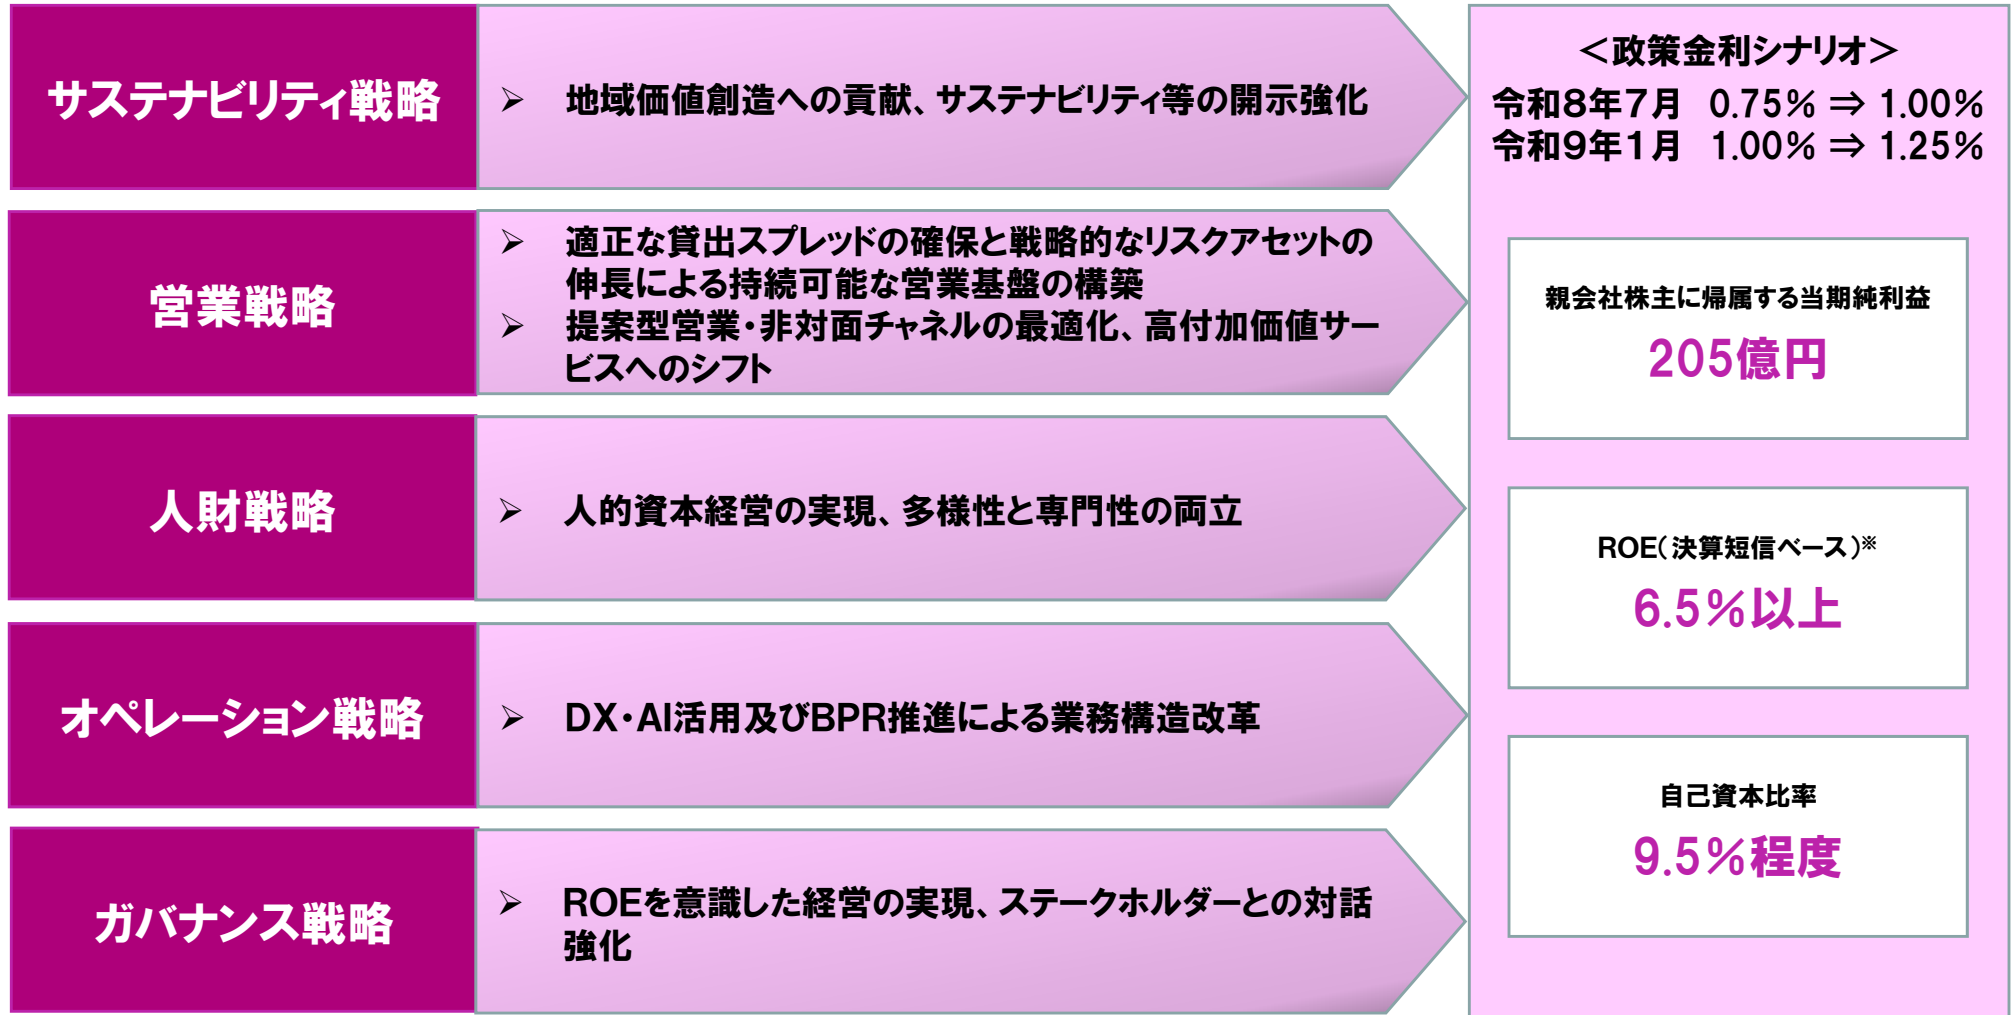 サステナビリティ戦略
➢ 地域価値創造への貢献、サステナビリティ等の開示強化
営業戦略
➢ 適正な貸出スプレッドの確保と戦略的なリスクアセットの
伸長による持続可能な営業基盤の構築
➢ 提案型営業・非対面チャネルの最適化、高付加価値サー
ビスへのシフト
人財戦略
➢ 人的資本経営の実現、多様性と専門性の両立
オペレーション戦略
➢ DX・AI活用及びBPR推進による業務構造改革
ガバナンス戦略
➢ ROEを意識した経営の実現、ステークホルダーとの対話
強化
＜政策金利シナリオ＞
令和8年7月 0.75％ ⇒ 1.00％
令和9年1月 1.00％ ⇒ 1.25％
親会社株主に帰属する当期純利益
205億円
ROE（決算短信ベース）※
6.5％以上
自己資本比率
9.5％程度